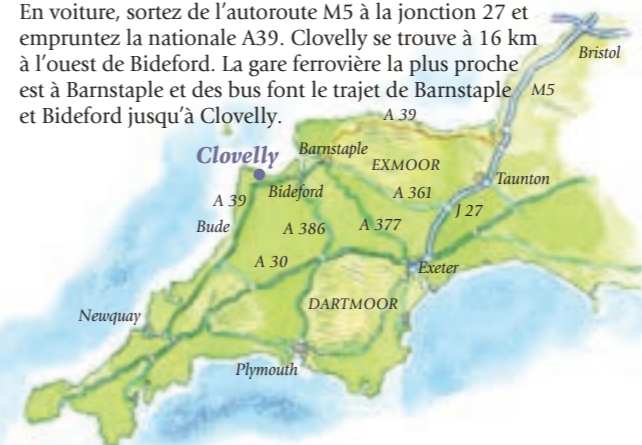 En voiture, sortez de l'autoroute M5 à la jonction 27 et
empruntez la nationale A39. Clovelly se trouve à 16 km
à l'ouest de Bideford. La gare ferrovière la plus proche
est à Barnstaple et des bus font le trajet de Barnstaple
et Bideford jusqu'à Clovelly.
Bristol
M5
A 39
Clovelly
Barnstaple
EXMOOR
Taunton
Bideford
A 361
A 39
J 27
Bude
A 386
A 377
A 30
Exeter
DARTMOOR
Newquay
Plymouth